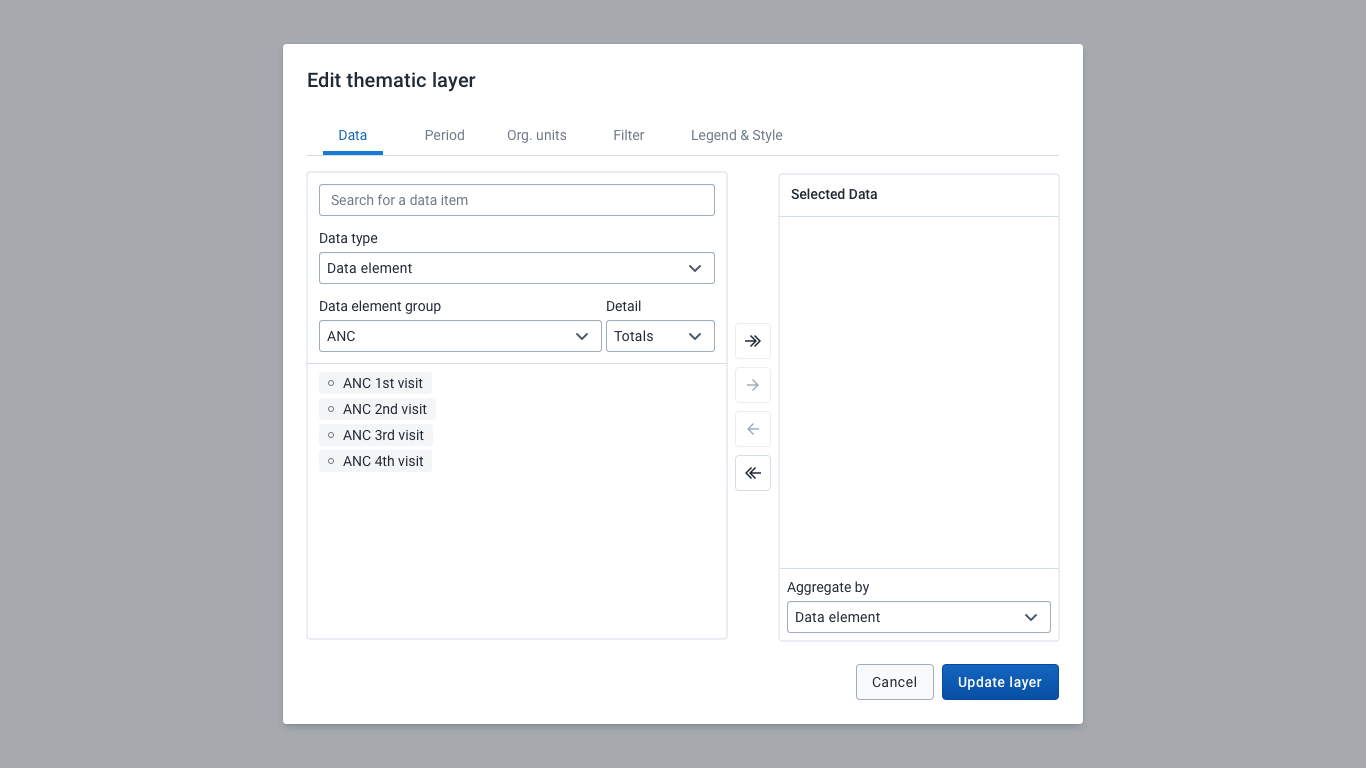 Edit thematic layer
Data Period Org. units Filter Legend & Style
Search for a data item
Data type
Data element
Data element group Detail
ANC Totals
ANC 1st visit
ANC 2nd visit
ANC 3rd visit
ANC 4th visit
Selected Data
Aggregate by
Data element
Cancel Update layer